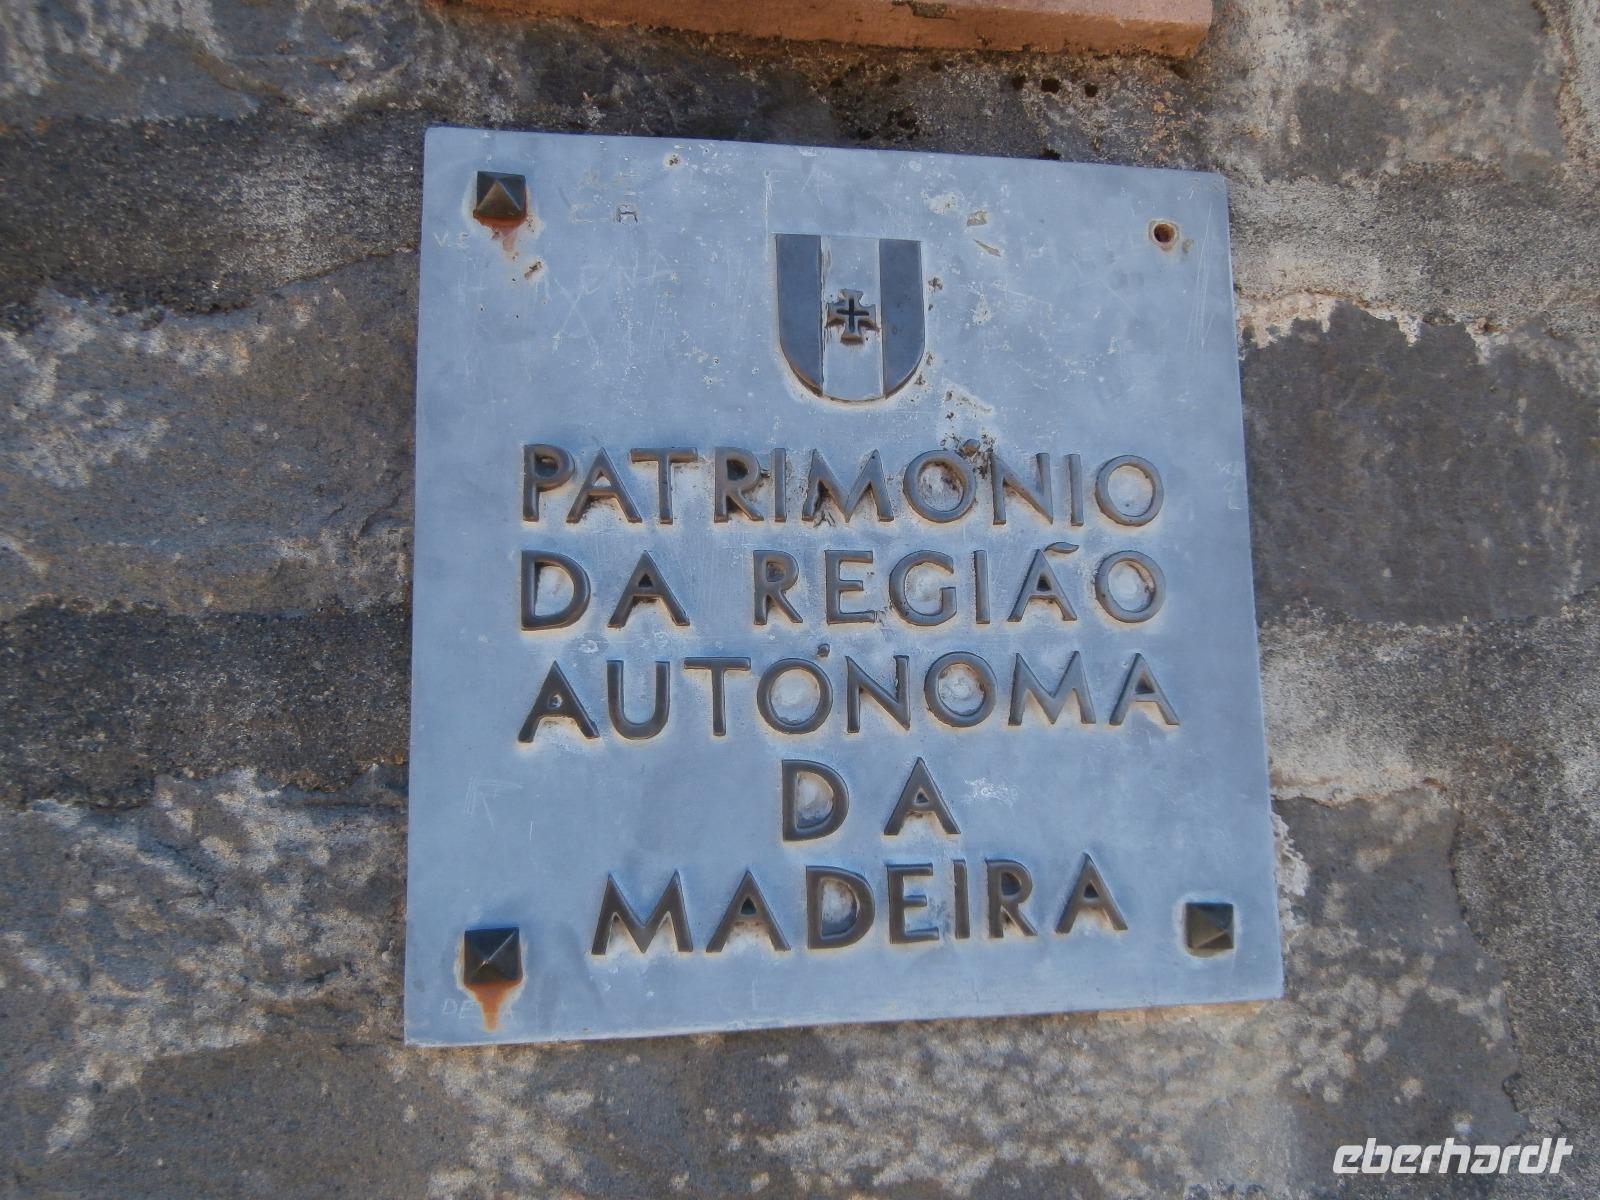 PATRIMÓNIO
DA REGIÃO
AUTÓNOMA
DA
MADEIRA
eberhardt